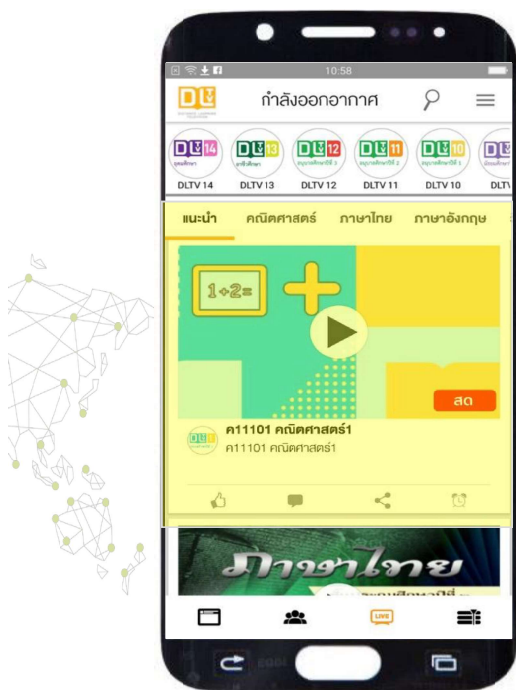 10:58
กำลังออกอากาศ
DLTV 14 DLTV 13 DLTV 12 DLTV 11 DLTV 10 DLTV
แนะนำ คณิตศาสตร์ ภาษาไทย ภาษาอังกฤษ
1+2=
สด
ค11101 คณิตศาสตร์1
ค11101 คณิตศาสตร์1
ภาษาไทย
LIVE